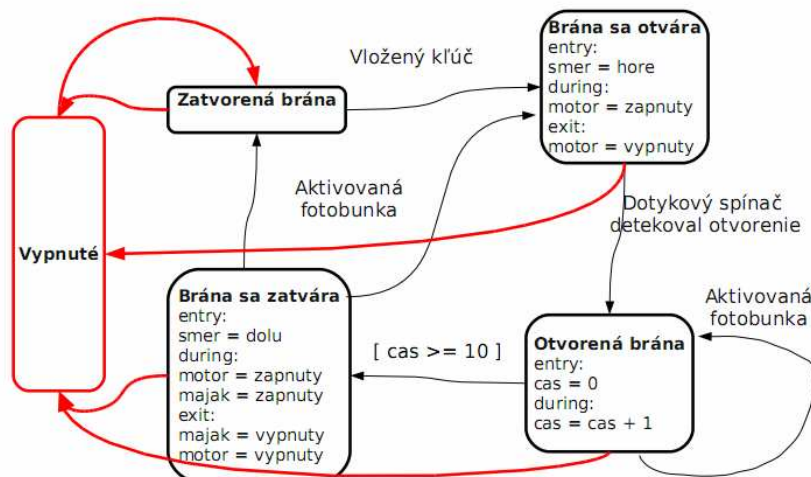 Brána sa otvára
entry:
smer = hore
during:
motor = zapnuty
exit:
motor = vypnuty
Vložený kľúč
Zatvorená brána
Aktivovaná
fotobunka
Dotykový spínač
detekoval otvorenie
Vypnuté
Brána sa zatvára
entry:
smer = dolu
during:
motor = zapnuty
majak = zapnuty
exit:
majak = vypnuty
motor = vypnuty
[ cas >= 10 ]
Otvorená brána
entry:
cas = 0
during:
cas = cas + 1
Aktivovaná
fotobunka